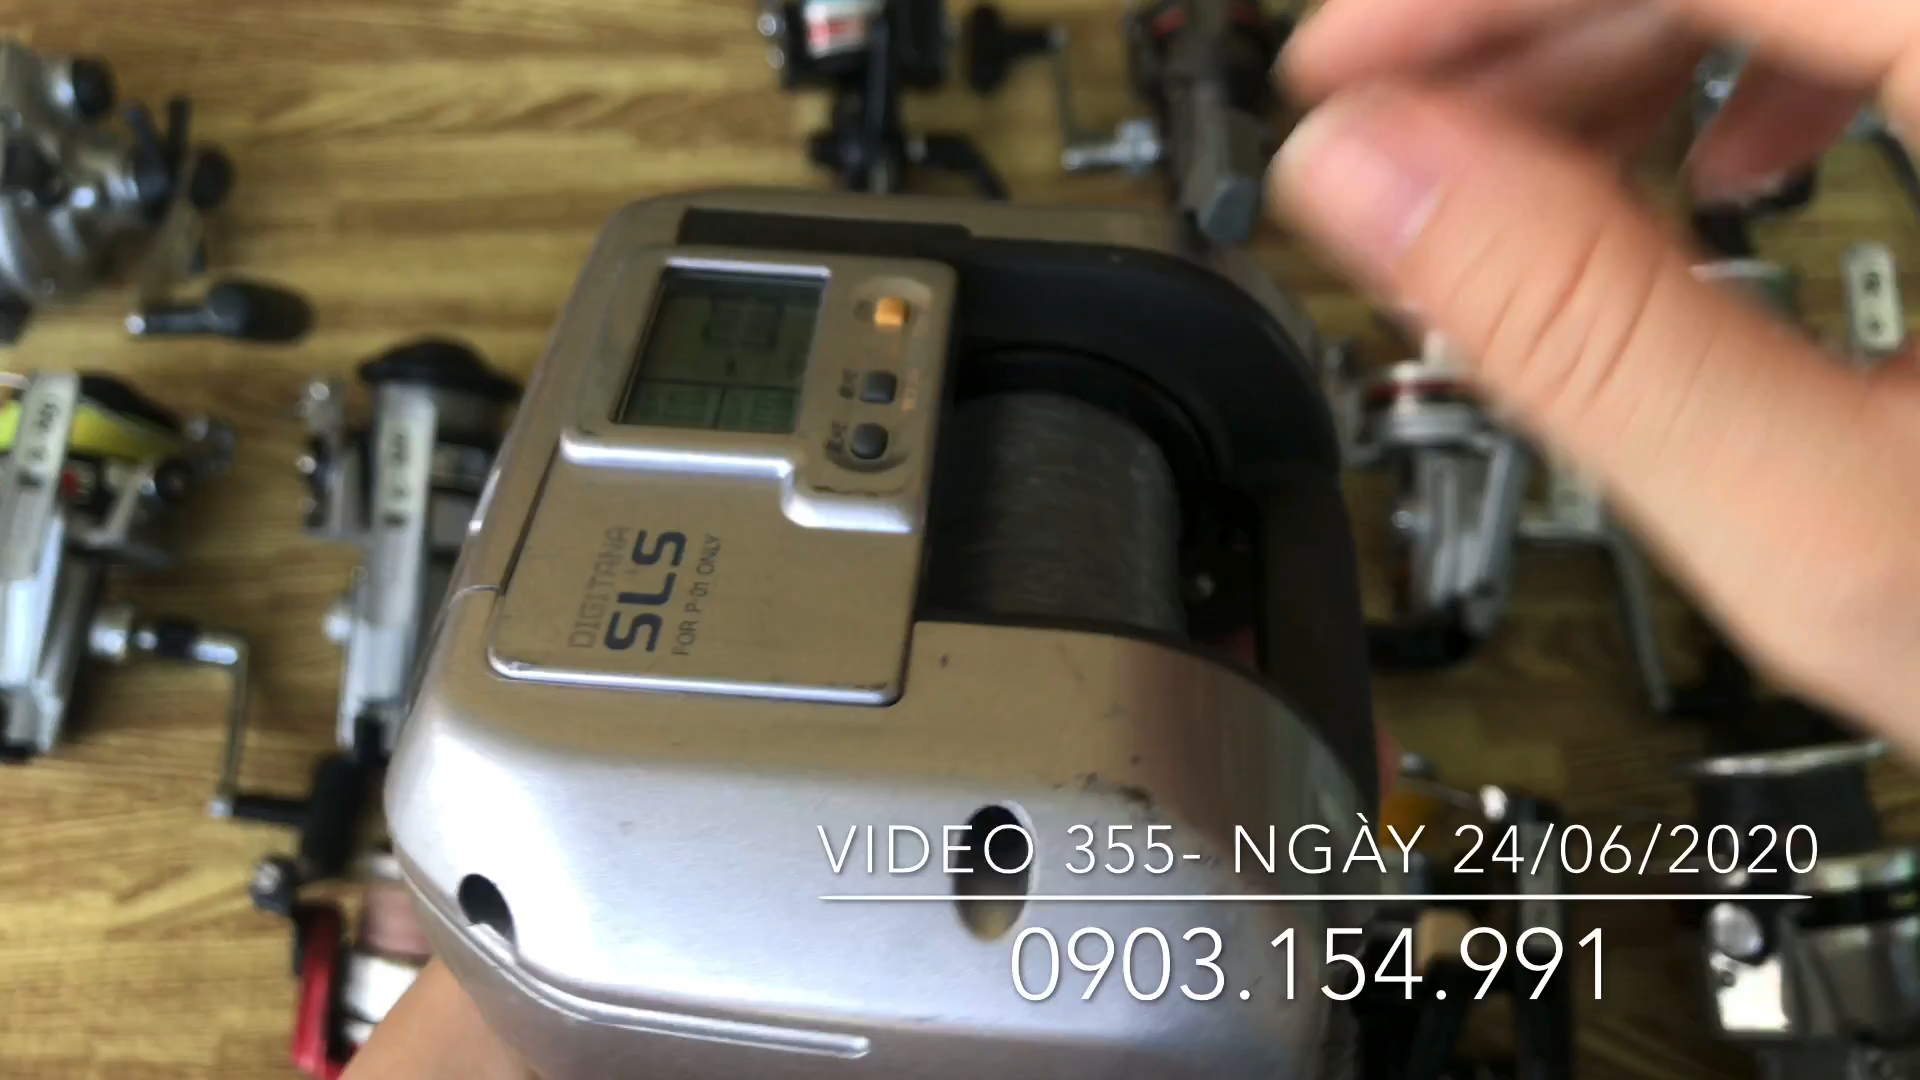 DIGITANA
SLS
FOR P-01 ONLY
VIDEO 355- NGÀY 24/06/2020
0903.154.991